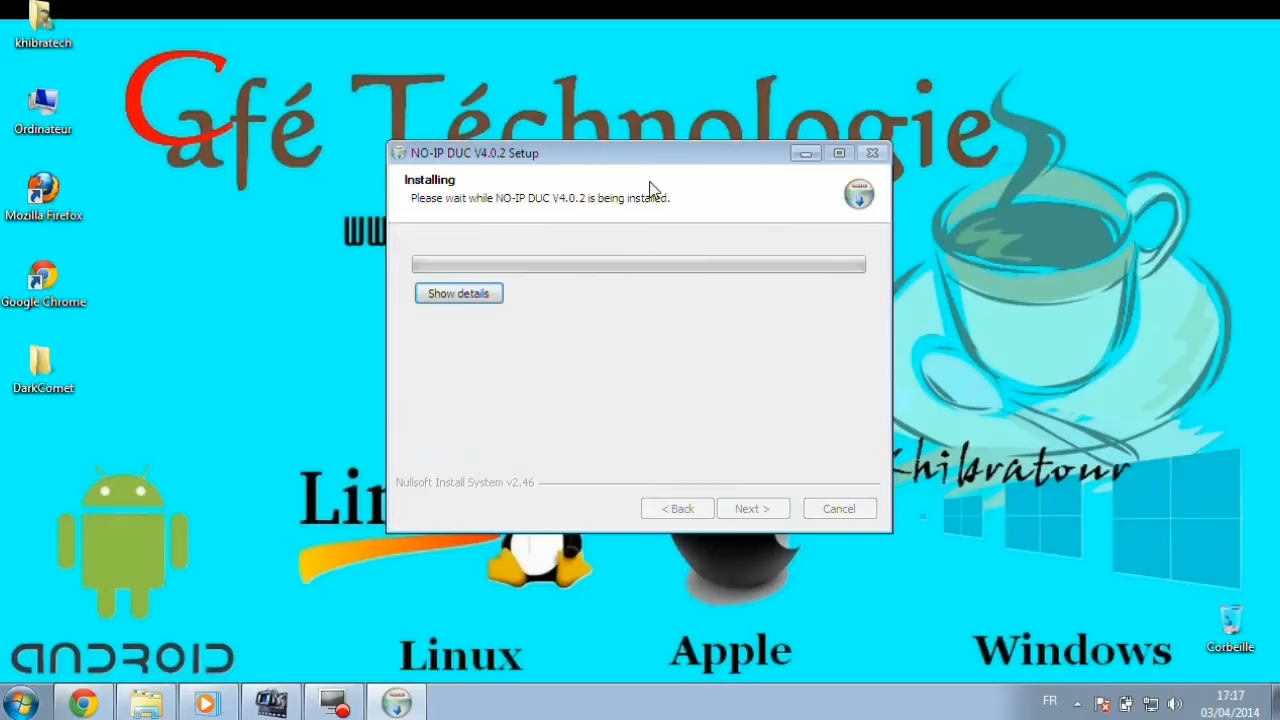 khibratech
Ordinateur
Mozilla Firefox
Google Chrome
DarkComet
Café Téchnologie
NO-IP DUC V4.0.2 Setup
Installing
Please wait while NO-IP DUC V4.0.2 is being installed.
Show details
Nullsoft Install System v2.46
< Back
Next >
Cancel
Khibratour
ANDROID
Linux
Apple
Windows
Corbeille
FR
17:17
03/04/2014